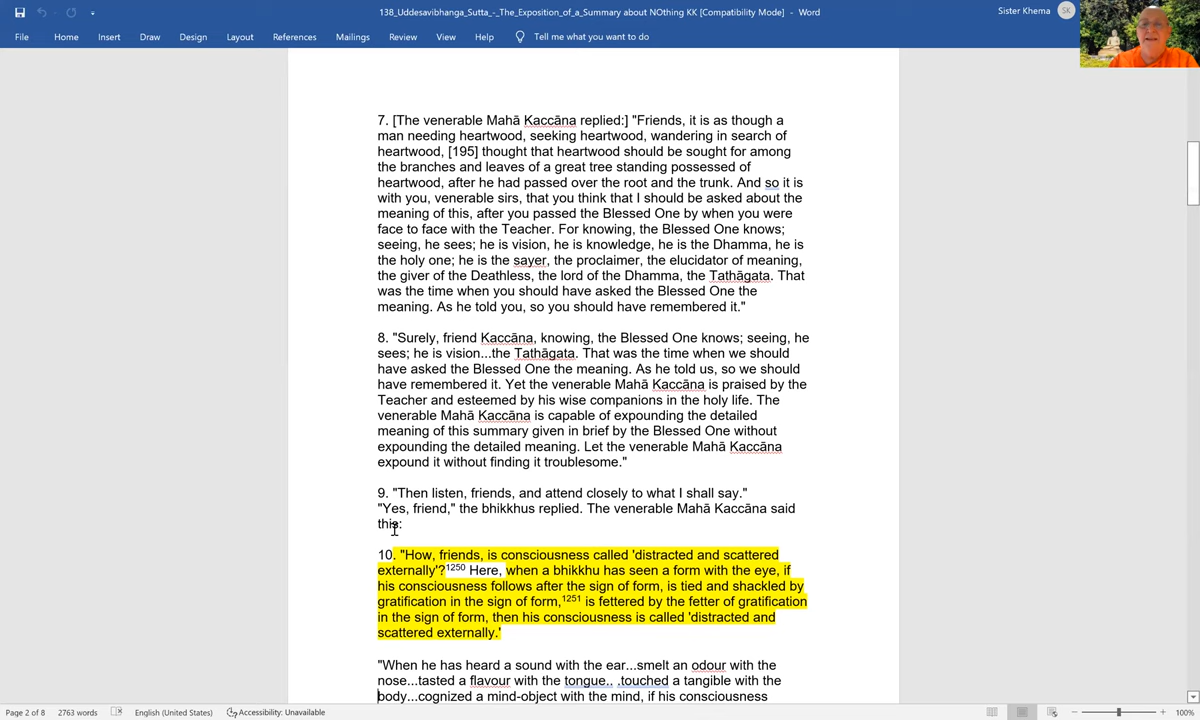 138_Uddesavibhanga_Sutta_-_The_Exposition_of_a_Summary about NOthing KK [Compatibility Mode] - Word
Sister Khema
SK
File Home Insert Draw Design Layout References Mailings Review View Help Tell me what you want to do
7. [The venerable Mahā Kaccāna replied:] "Friends, it is as though a
man needing heartwood, seeking heartwood, wandering in search of
heartwood, [195] thought that heartwood should be sought for among
the branches and leaves of a great tree standing possessed of
heartwood, after he had passed over the root and the trunk. And so it is
with you, venerable sirs, that you think that I should be asked about the
meaning of this, after you passed the Blessed One by when you were
face to face with the Teacher. For knowing, the Blessed One knows;
seeing, he sees; he is vision, he is knowledge, he is the Dhamma, he is
the holy one; he is the sayer, the proclaimer, the elucidator of meaning,
the giver of the Deathless, the lord of the Dhamma, the Tathāgata. That
was the time when you should have asked the Blessed One the
meaning. As he told you, so you should have remembered it."
8. "Surely, friend Kaccāna, knowing, the Blessed One knows; seeing, he
sees; he is vision...the Tathāgata. That was the time when we should
have asked the Blessed One the meaning. As he told us, so we should
have remembered it. Yet the venerable Mahā Kaccāna is praised by the
Teacher and esteemed by his wise companions in the holy life. The
venerable Mahā Kaccāna is capable of expounding the detailed
meaning of this summary given in brief by the Blessed One without
expounding the detailed meaning. Let the venerable Mahā Kaccāna
expound it without finding it troublesome."
9. "Then listen, friends, and attend closely to what I shall say."
"Yes, friend," the bhikkhus replied. The venerable Mahā Kaccāna said
this:
10. "How, friends, is consciousness called 'distracted and scattered
externally'?1250 Here, when a bhikkhu has seen a form with the eye, if
his consciousness follows after the sign of form, is tied and shackled by
gratification in the sign of form,1251 is fettered by the fetter of gratification
in the sign of form, then his consciousness is called 'distracted and
scattered externally.'
"When he has heard a sound with the ear...smelt an odour with the
nose...tasted a flavour with the tongue.. .touched a tangible with the
body...cognized a mind-object with the mind, if his consciousness
Page 2 of 8 2763 words English (United States) Accessibility: Unavailable 100%